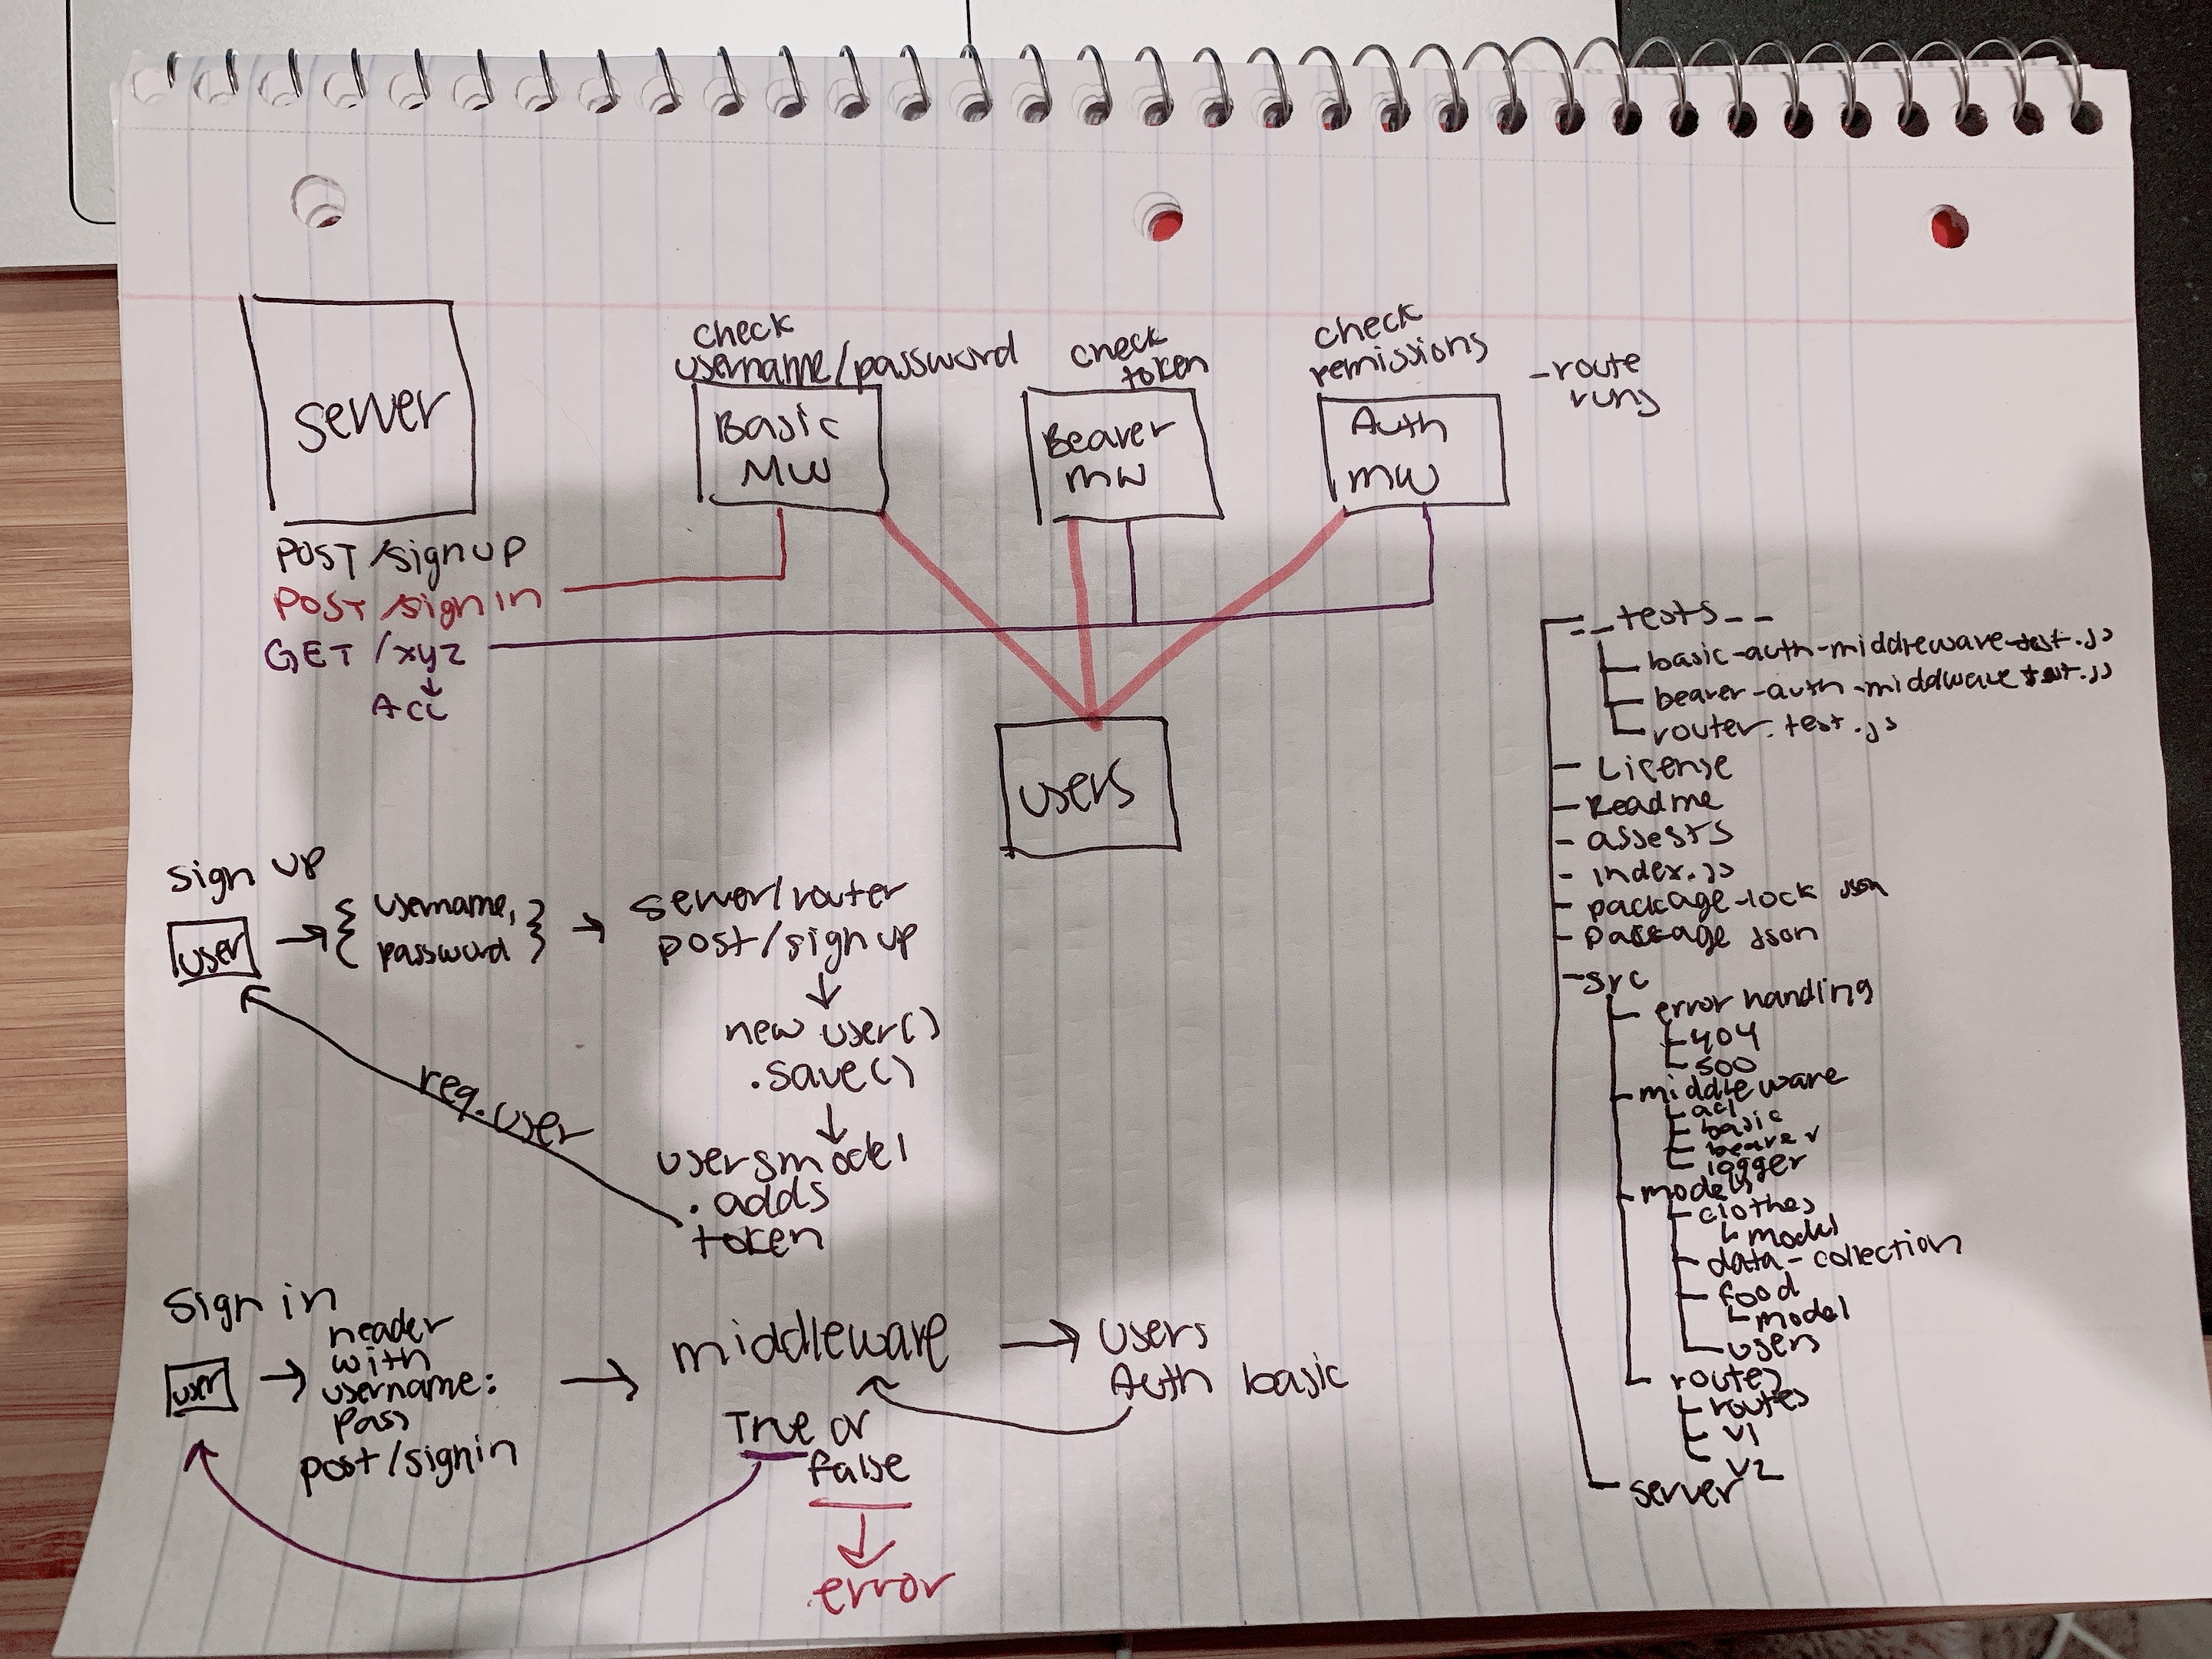 server
POST /signup
POST /signin
GET /xyz
↓
ACL
check
username/password
Basic
MW
check
token
Bearer
mw
check
remissions
Auth
mw
-route
runs
users
sign up
user
→ { username,
password } →
server/router
post/sign up
↓
new user()
.save()
↓
usersmodel
.adds
token
req.user
Sign in
user
→ header
with
username:
pass
post/signin
→ middleware → users
Auth basic
True or
false
↓
error
__tests__
basic-auth-middleware-test.js
bearer-auth-middwave test.js
router.test.js
- License
- Readme
- assests
- index.js
- package-lock json
- package json
- src
error handling
404
500
middleware
acl
basic
bearer
logger
models
clothes
model
data-collection
food
model
users
routes
routes
v1
v2
server